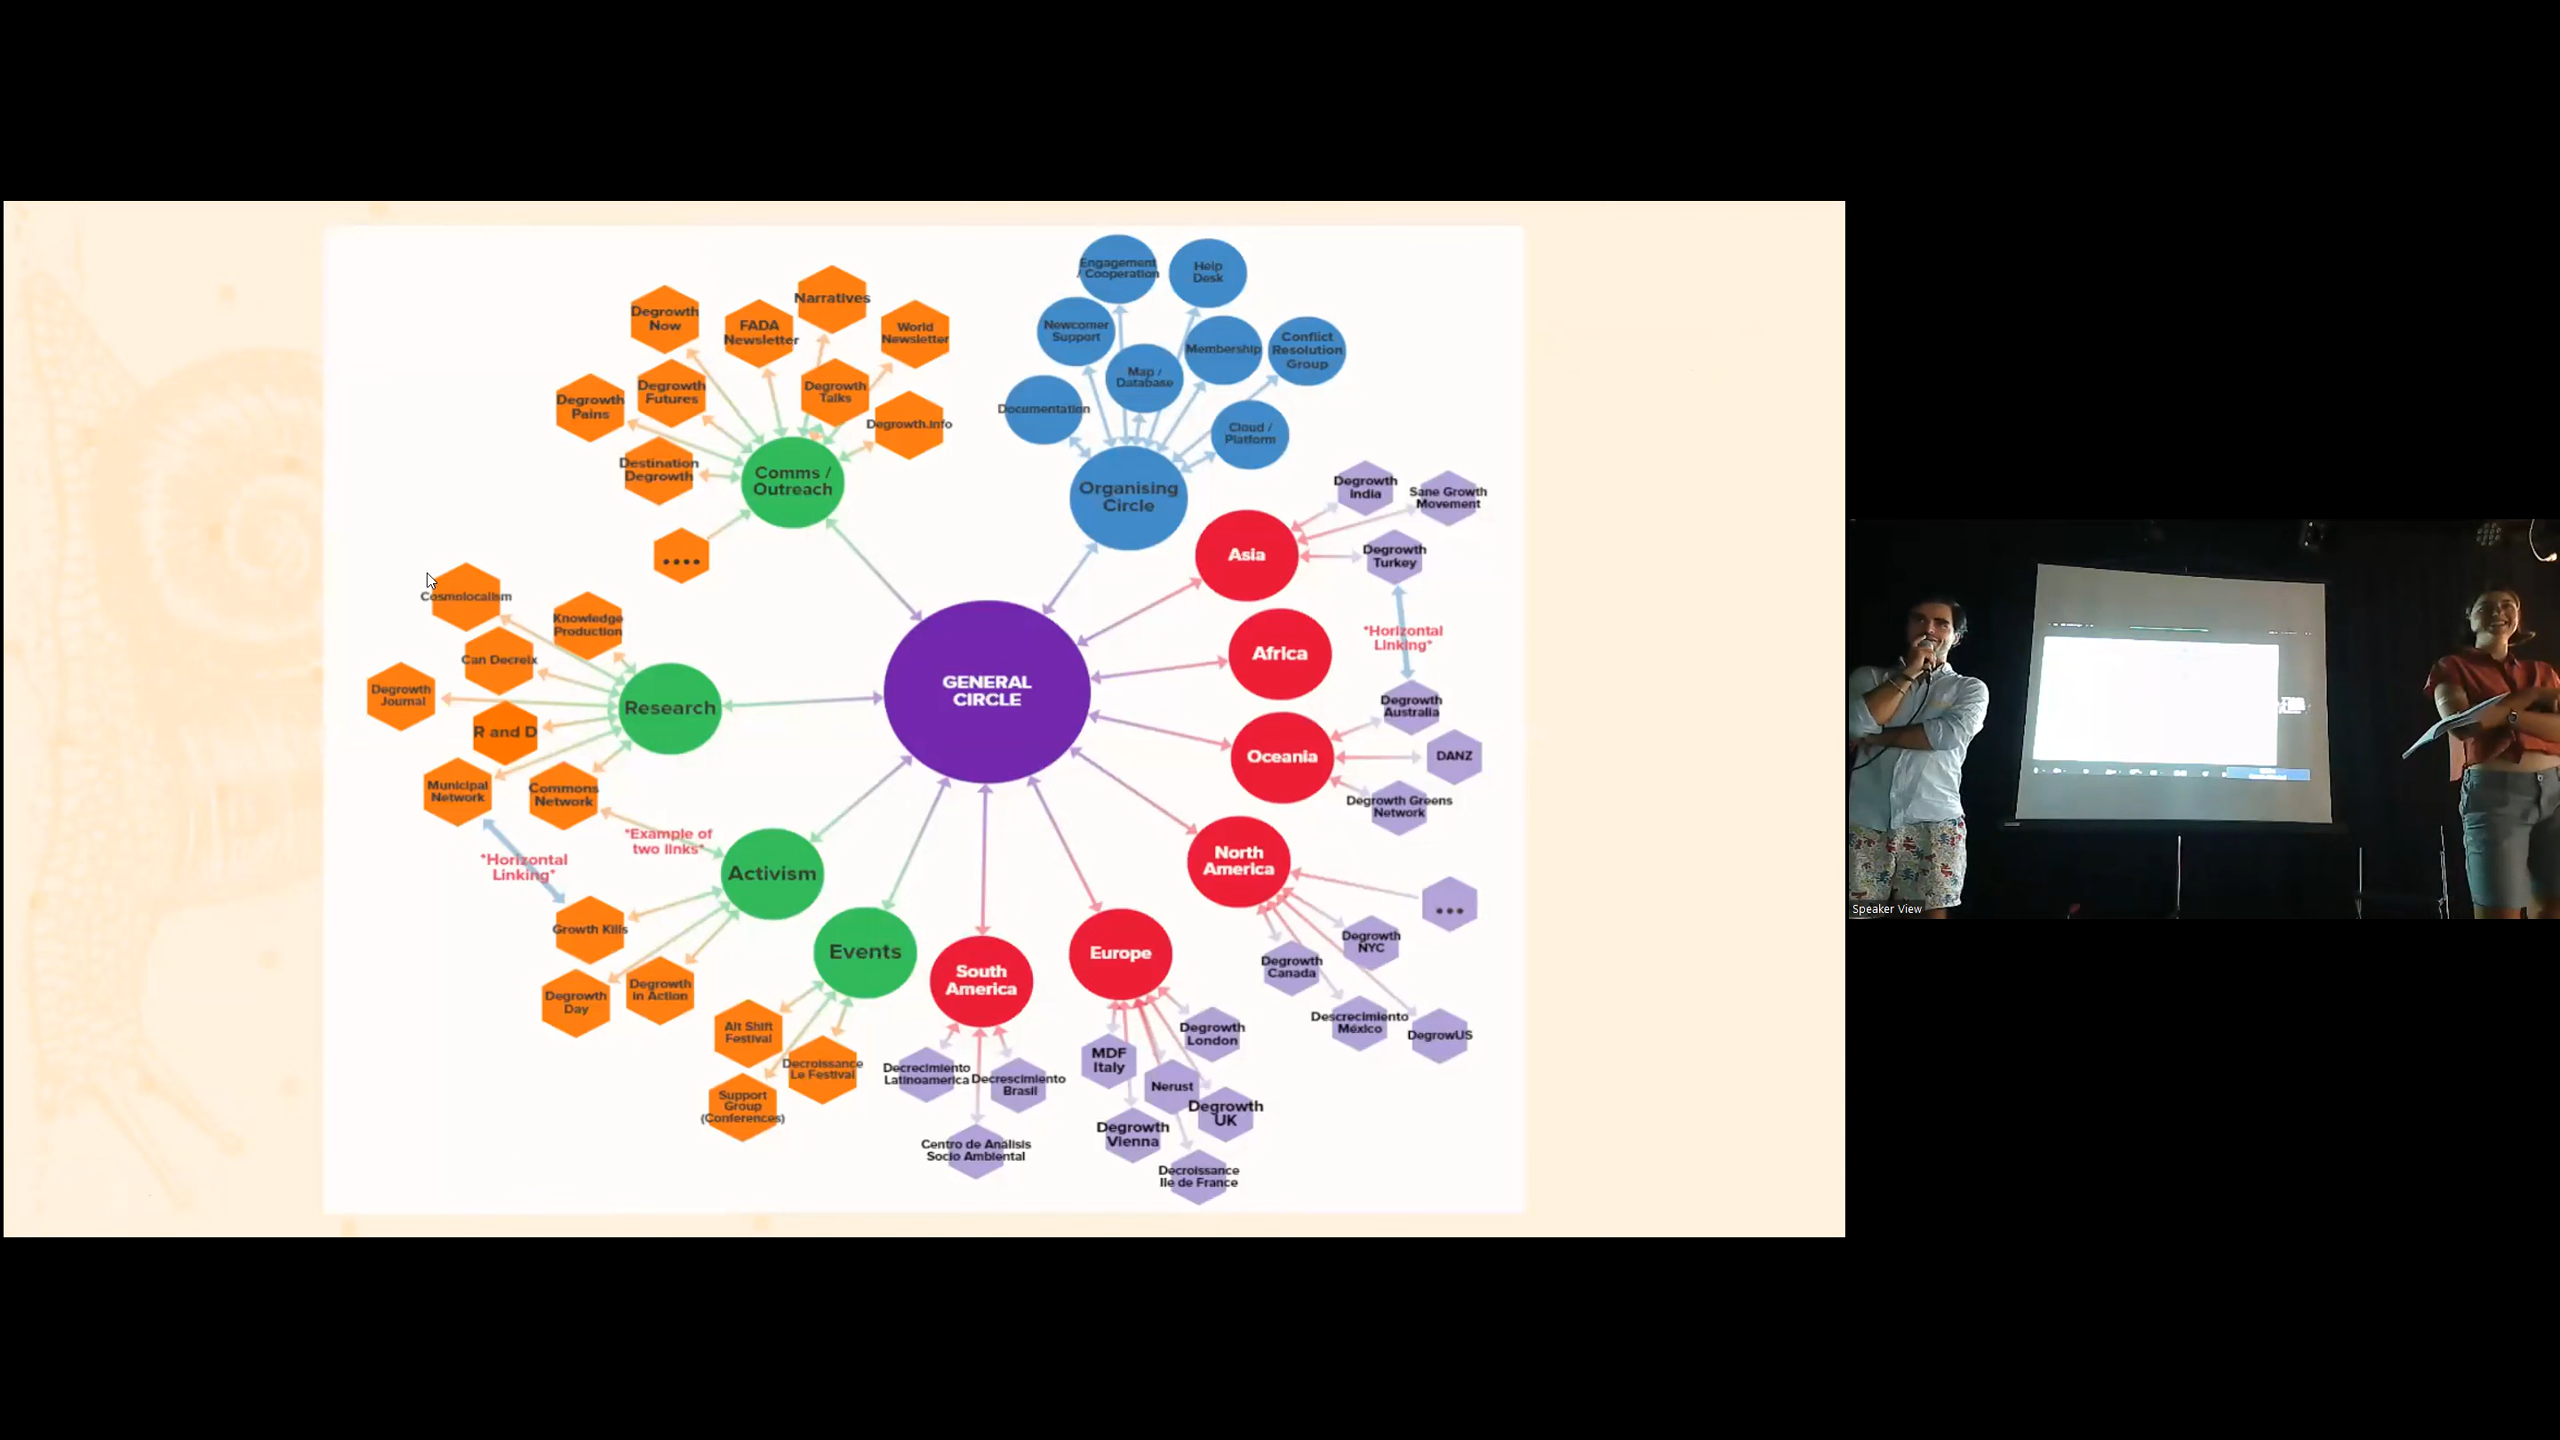 Engagement
/ Cooperation
Help
Desk
Narratives
Degrowth
Now
FADA
Newsletter
World
Newsletter
Newcomer
Support
Membership
Conflict
Resolution
Group
Map /
Database
Degrowth
Pains
Degrowth
Futures
Degrowth
Talks
Degrowth.info
Documentation
Cloud /
Platform
Destination
Degrowth
Comms /
Outreach
Organising
Circle
Degrowth
India
Sane Growth
Movement
....
Asia
Degrowth
Turkey
Cosmolocalism
Knowledge
Production
*Horizontal
Linking*
Can Decreix
Africa
Degrowth
Journal
Research
GENERAL
CIRCLE
Degrowth
Australia
R and D
Oceania
DANZ
Municipal
Network
Commons
Network
Degrowth Greens
Network
*Example of
two links*
*Horizontal
Linking*
Activism
North
America
...
Growth Kills
Events
Degrowth
NYC
Degrowth
Canada
South
America
Europe
Degrowth
Day
Degrowth
in Action
Alt Shift
Festival
Descrecimiento
México
DegrowUS
Degrowth
London
Decroissance
Le Festival
Decrecimiento
Latinoamerica
Decrescimiento
Brasil
MDF
Italy
Nerust
Support
Group
(Conferences)
Degrowth
UK
Degrowth
Vienna
Centro de Analisis
Socio Ambiental
Decroissance
Ile de France
Speaker View